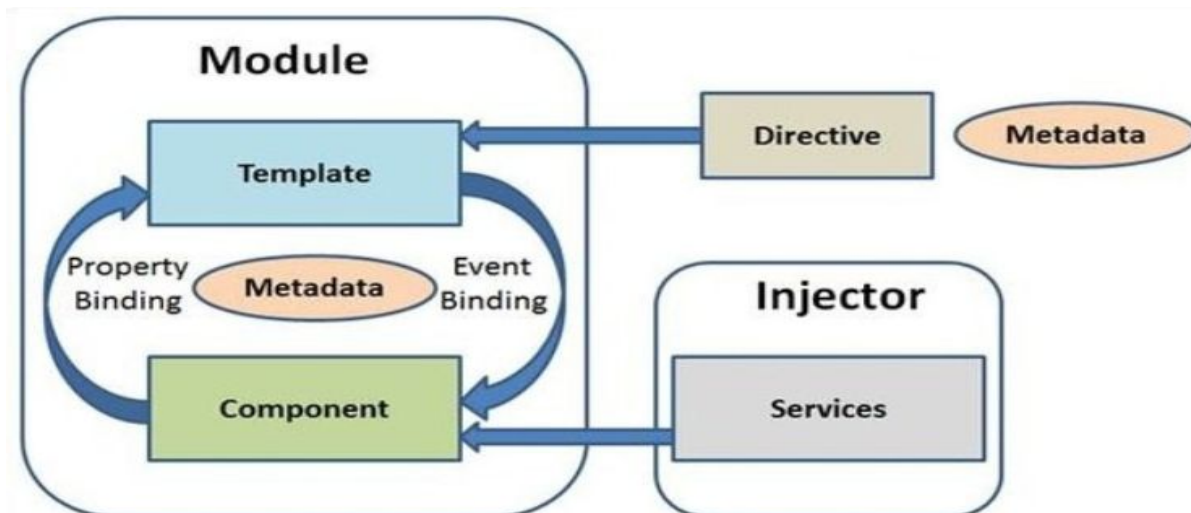 Module
Template
Directive
Metadata
Property
Binding
Metadata
Event
Binding
Injector
Component
Services